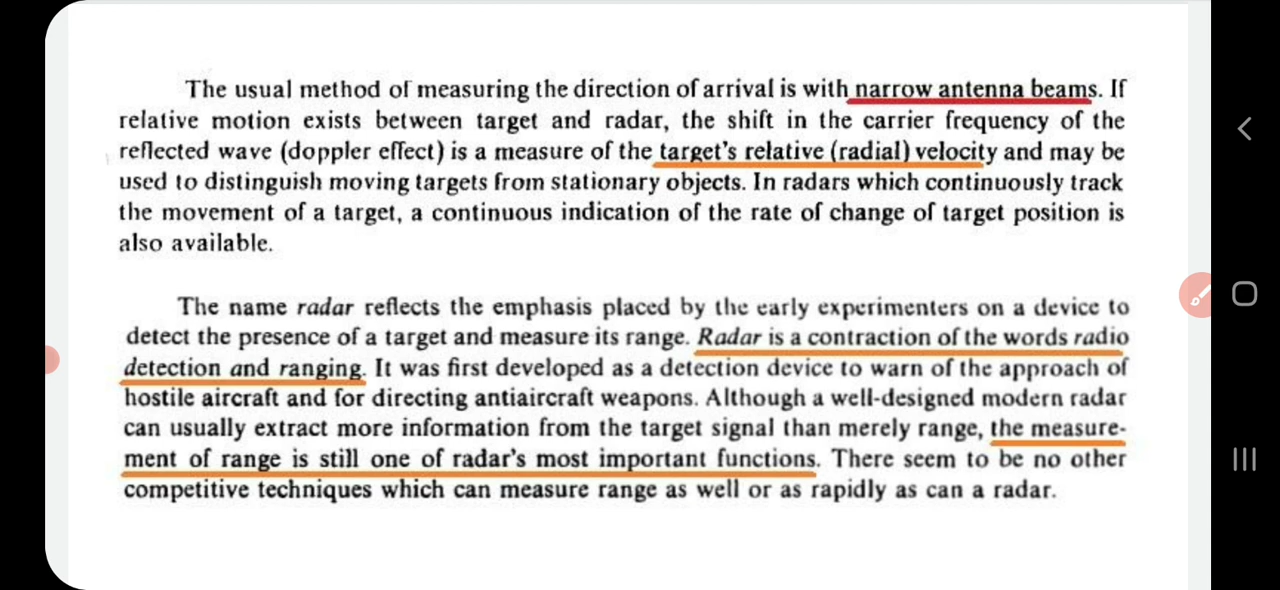 The usual method of measuring the direction of arrival is with narrow antenna beams. If
relative motion exists between target and radar, the shift in the carrier frequency of the
reflected wave (doppler effect) is a measure of the target's relative (radial) velocity and may be
used to distinguish moving targets from stationary objects. In radars which continuously track
the movement of a target, a continuous indication of the rate of change of target position is
also available.
The name radar reflects the emphasis placed by the early experimenters on a device to
detect the presence of a target and measure its range. Radar is a contraction of the words radio
detection and ranging. It was first developed as a detection device to warn of the approach of
hostile aircraft and for directing antiaircraft weapons. Although a well-designed modern radar
can usually extract more information from the target signal than merely range, the measure-
ment of range is still one of radar's most important functions. There seem to be no other
competitive techniques which can measure range as well or as rapidly as can a radar.